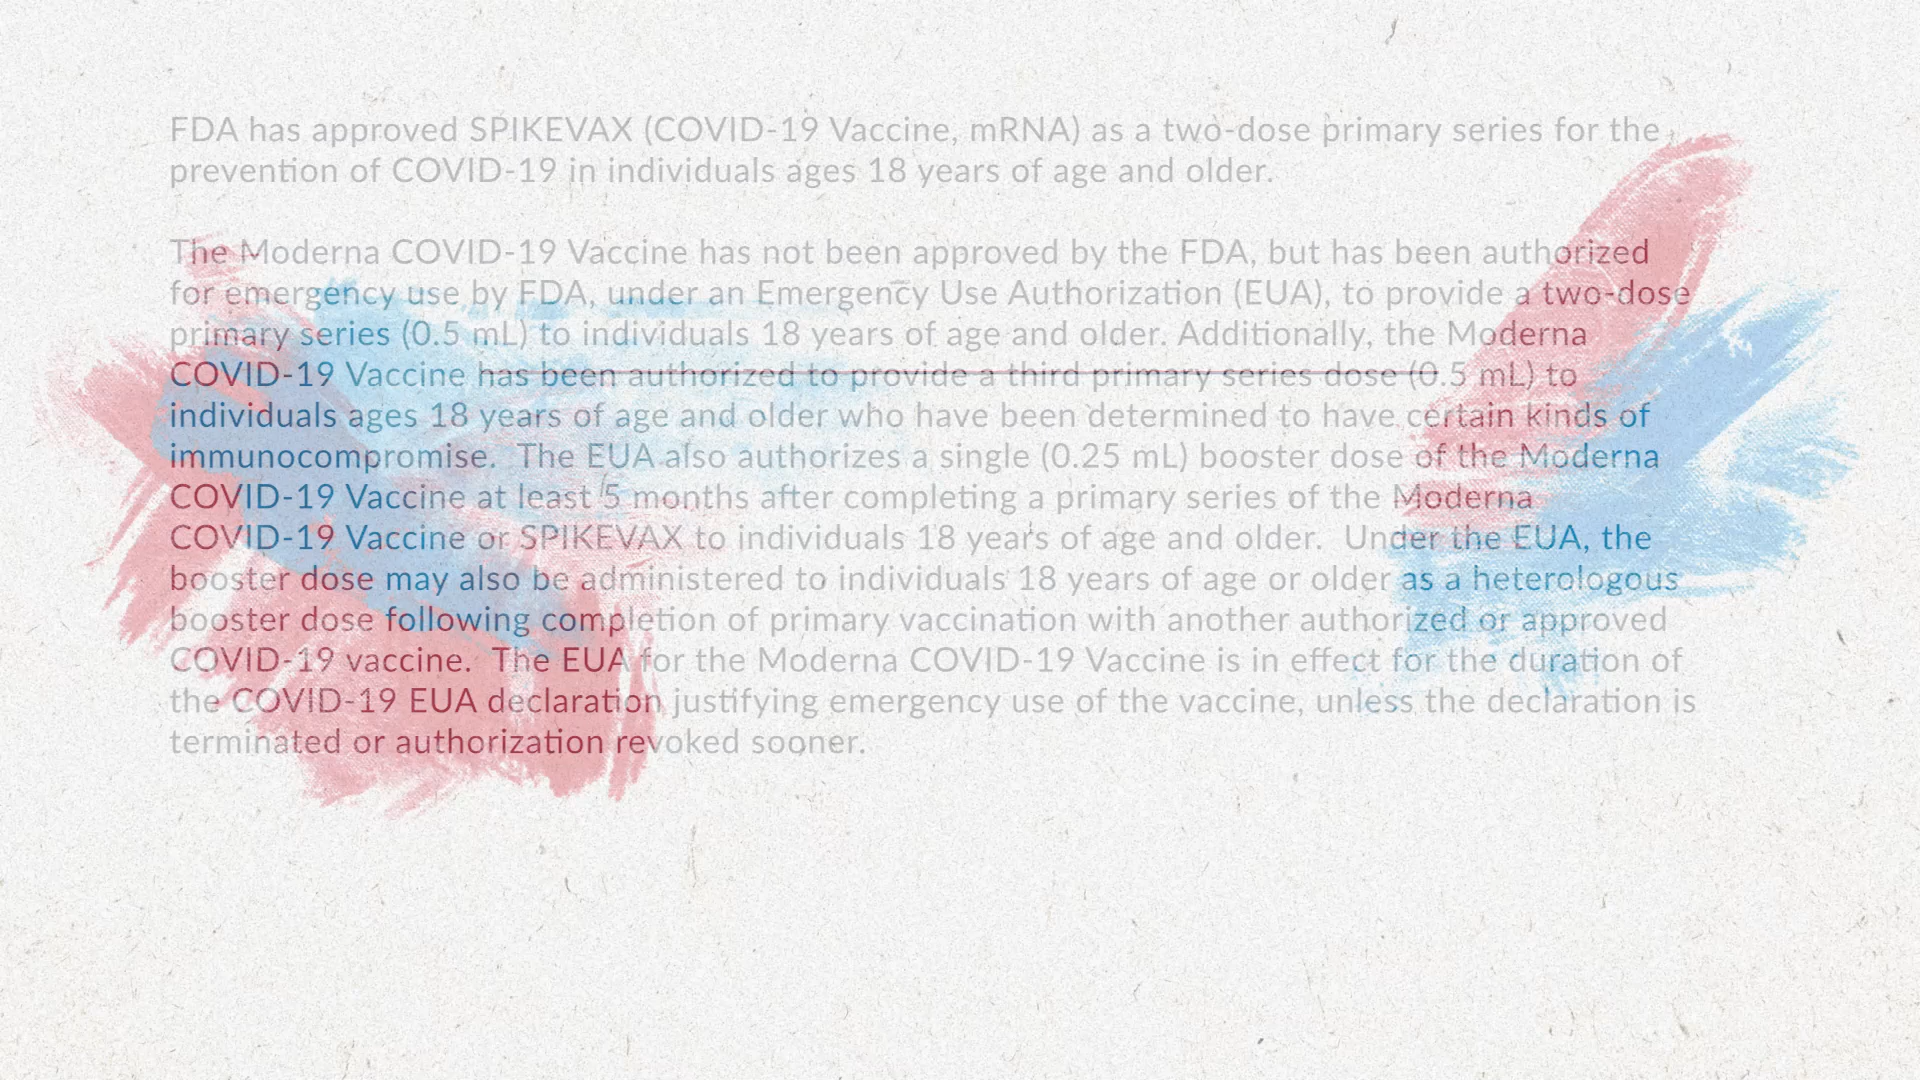 FDA has approved SPIKEVAX (COVID-19 Vaccine, mRNA) as a two-dose primary series for the
prevention of COVID-19 in individuals ages 18 years of age and older.
The Moderna COVID-19 Vaccine has not been approved by the FDA, but has been authorized
for emergency use by FDA, under an Emergency Use Authorization (EUA), to provide a two-dose
primary series (0.5 mL) to individuals 18 years of age and older. Additionally, the Moderna
COVID-19 Vaccine has been authorized to provide a third primary series dose (0.5 mL) to
individuals ages 18 years of age and older who have been determined to have certain kinds of
immunocompromise. The EUA also authorizes a single (0.25 mL) booster dose of the Moderna
COVID-19 Vaccine at least 5 months after completing a primary series of the Moderna
COVID-19 Vaccine or SPIKEVAX to individuals 18 years of age and older. Under the EUA, the
booster dose may also be administered to individuals 18 years of age or older as a heterologous
booster dose following completion of primary vaccination with another authorized or approved
COVID-19 vaccine. The EUA for the Moderna COVID-19 Vaccine is in effect for the duration of
the COVID-19 EUA declaration justifying emergency use of the vaccine, unless the declaration is
terminated or authorization revoked sooner.